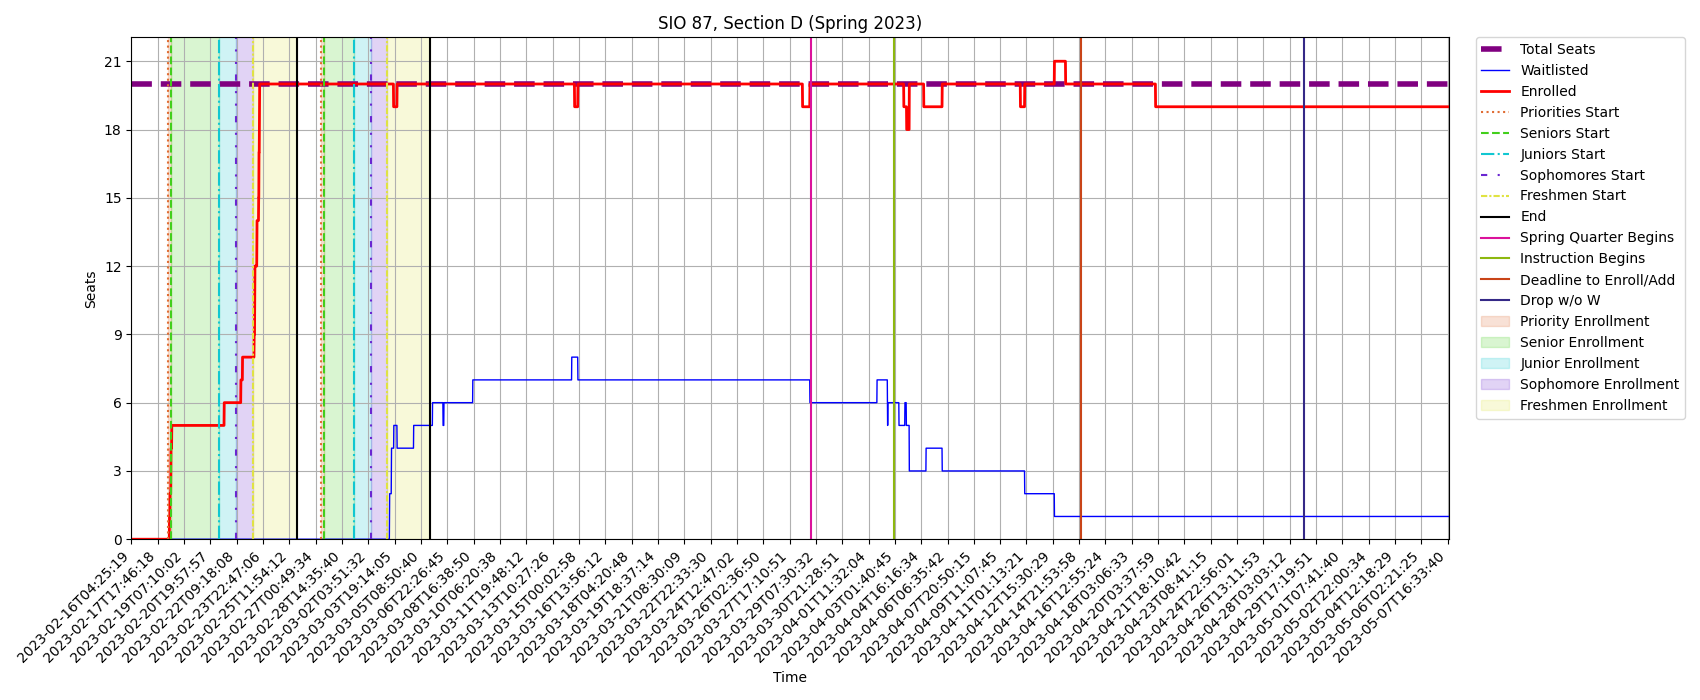 SIO 87, Section D (Spring 2023)
Seats
21
18
15
12
9
6
3
0
2023-02-16T04:25:19
2023-02-17T17:46:18
2023-02-19T07:10:02
2023-02-20T19:57:57
2023-02-22T09:18:08
2023-02-23T22:47:06
2023-02-25T11:54:12
2023-02-27T00:49:34
2023-02-28T14:35:40
2023-03-02T03:51:32
2023-03-03T19:14:05
2023-03-05T08:50:40
2023-03-06T22:26:45
2023-03-08T16:38:50
2023-03-10T06:20:38
2023-03-11T19:48:12
2023-03-13T10:27:26
2023-03-15T00:02:58
2023-03-16T13:56:12
2023-03-18T04:20:48
2023-03-19T18:37:14
2023-03-21T08:30:09
2023-03-22T22:33:30
2023-03-24T12:47:02
2023-03-26T02:36:50
2023-03-27T17:10:51
2023-03-29T07:30:32
2023-03-30T21:28:51
2023-04-01T11:32:04
2023-04-03T01:40:45
2023-04-04T16:16:34
2023-04-06T06:35:42
2023-04-07T20:50:15
2023-04-09T11:07:45
2023-04-11T01:13:21
2023-04-12T15:30:29
2023-04-14T21:53:58
2023-04-16T12:55:24
2023-04-18T03:06:33
2023-04-20T03:37:59
2023-04-21T18:10:42
2023-04-23T08:41:15
2023-04-24T22:56:01
2023-04-26T13:11:53
2023-04-28T03:03:12
2023-04-29T17:19:51
2023-05-01T07:41:40
2023-05-02T22:00:34
2023-05-04T12:18:29
2023-05-06T02:21:25
2023-05-07T16:33:40
Time
Total Seats
Waitlisted
Enrolled
Priorities Start
Seniors Start
Juniors Start
Sophomores Start
Freshmen Start
End
Spring Quarter Begins
Instruction Begins
Deadline to Enroll/Add
Drop w/o W
Priority Enrollment
Senior Enrollment
Junior Enrollment
Sophomore Enrollment
Freshmen Enrollment